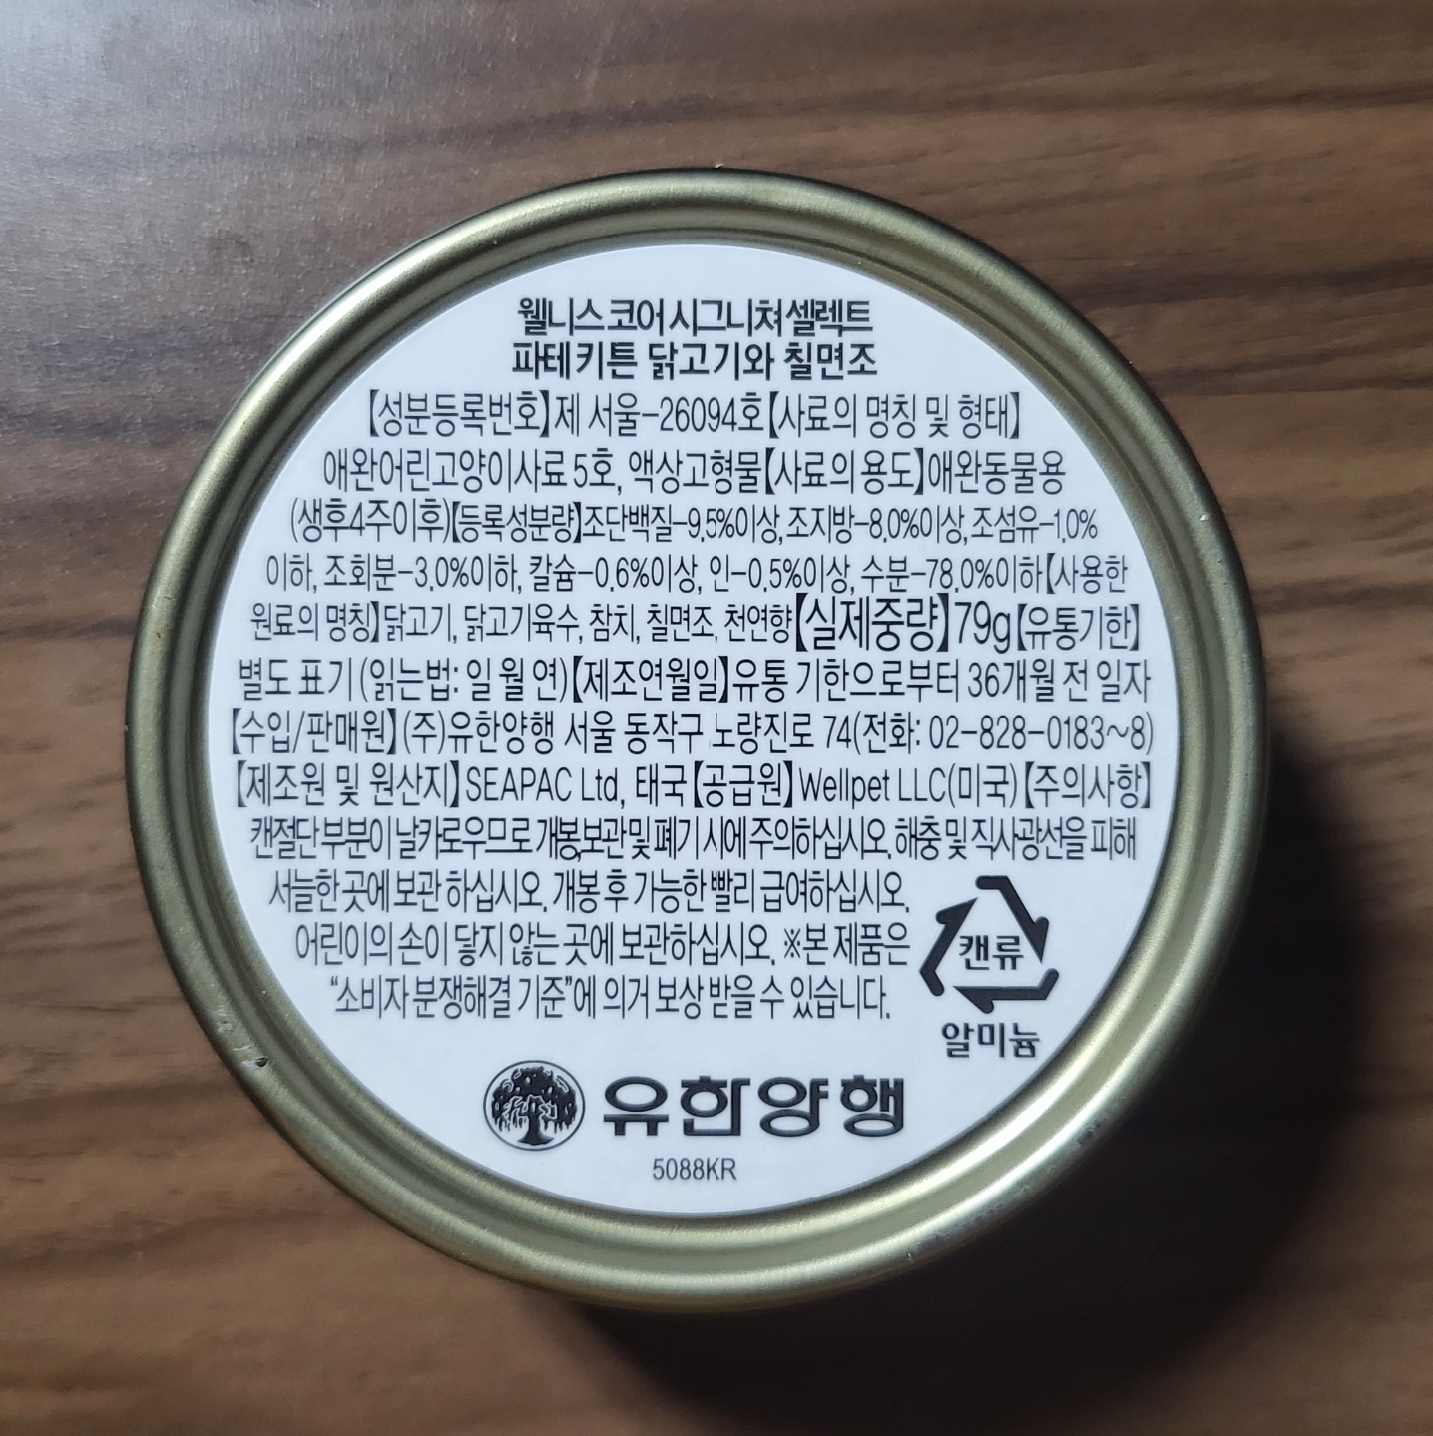 웰니스 코어 시그니쳐 셀렉트
파테 키튼 닭고기와 칠면조
【성분등록번호】제 서울-26094호【사료의 명칭 및 형태】
애완어린고양이사료 5호, 액상고형물【사료의 용도】애완동물용
(생후4주이후)【등록성분량】조단백질-9.5%이상, 조지방-8.0%이상, 조섬유-1.0%
이하, 조회분-3.0%이하, 칼슘-0.6%이상, 인-0.5%이상, 수분-78.0%이하【사용한
원료의 명칭】닭고기, 닭고기육수, 참치, 칠면조, 천연향【실제중량】79g【유통기한】
별도 표기 (읽는법: 일 월 연)【제조연월일】유통 기한으로부터 36개월 전 일자
【수입/판매원】(주)유한양행 서울 동작구 노량진로 74(전화: 02-828-0183~8)
【제조원 및 원산지】SEAPAC Ltd, 태국【공급원】Wellpet LLC(미국)【주의사항】
캔절단 부분이 날카로우므로 개봉,보관 및 폐기 시에 주의하십시오. 해충 및 직사광선을 피해
서늘한 곳에 보관 하십시오. 개봉 후 가능한 빨리 급여하십시오.
어린이의 손이 닿지 않는 곳에 보관하십시오. ※본 제품은
“소비자 분쟁해결 기준”에 의거 보상 받을 수 있습니다.
캔류
알미늄
유한양행
5088KR